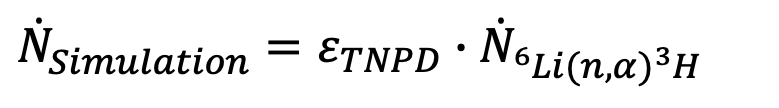 Ṅ_Simulation = ε_TNPD · Ṅ_⁶Li(n,α)³H